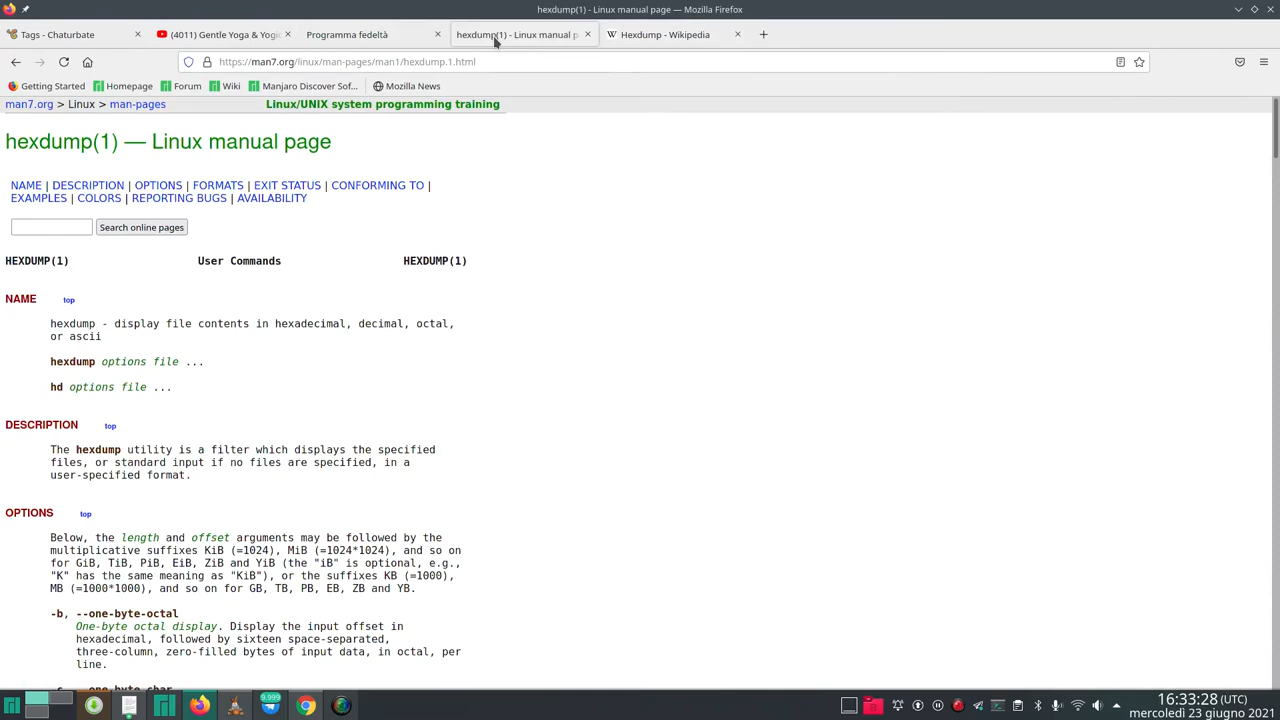 hexdump(1) - Linux manual page — Mozilla Firefox
Tags - Chaturbate
(4011) Gentle Yoga & Yogic
Programma fedeltà
hexdump(1) - Linux manual p
W Hexdump - Wikipedia
https://man7.org/linux/man-pages/man1/hexdump.1.html
Getting Started Homepage Forum Wiki Manjaro Discover Sof... Mozilla News
man7.org > Linux > man-pages Linux/UNIX system programming training
hexdump(1) — Linux manual page
NAME | DESCRIPTION | OPTIONS | FORMATS | EXIT STATUS | CONFORMING TO |
EXAMPLES | COLORS | REPORTING BUGS | AVAILABILITY
Search online pages
HEXDUMP(1) User Commands HEXDUMP(1)
NAME top
hexdump - display file contents in hexadecimal, decimal, octal,
or ascii
hexdump options file ...
hd options file ...
DESCRIPTION top
The hexdump utility is a filter which displays the specified
files, or standard input if no files are specified, in a
user-specified format.
OPTIONS top
Below, the length and offset arguments may be followed by the
multiplicative suffixes KiB (=1024), MiB (=1024*1024), and so on
for GiB, TiB, PiB, EiB, ZiB and YiB (the "iB" is optional, e.g.,
"K" has the same meaning as "KiB"), or the suffixes KB (=1000),
MB (=1000*1000), and so on for GB, TB, PB, EB, ZB and YB.
-b, --one-byte-octal
One-byte octal display. Display the input offset in
hexadecimal, followed by sixteen space-separated,
three-column, zero-filled bytes of input data, in octal, per
line.
-c, --one-byte-char
9.999
16:33:28 (UTC)
mercoledì 23 giugno 2021